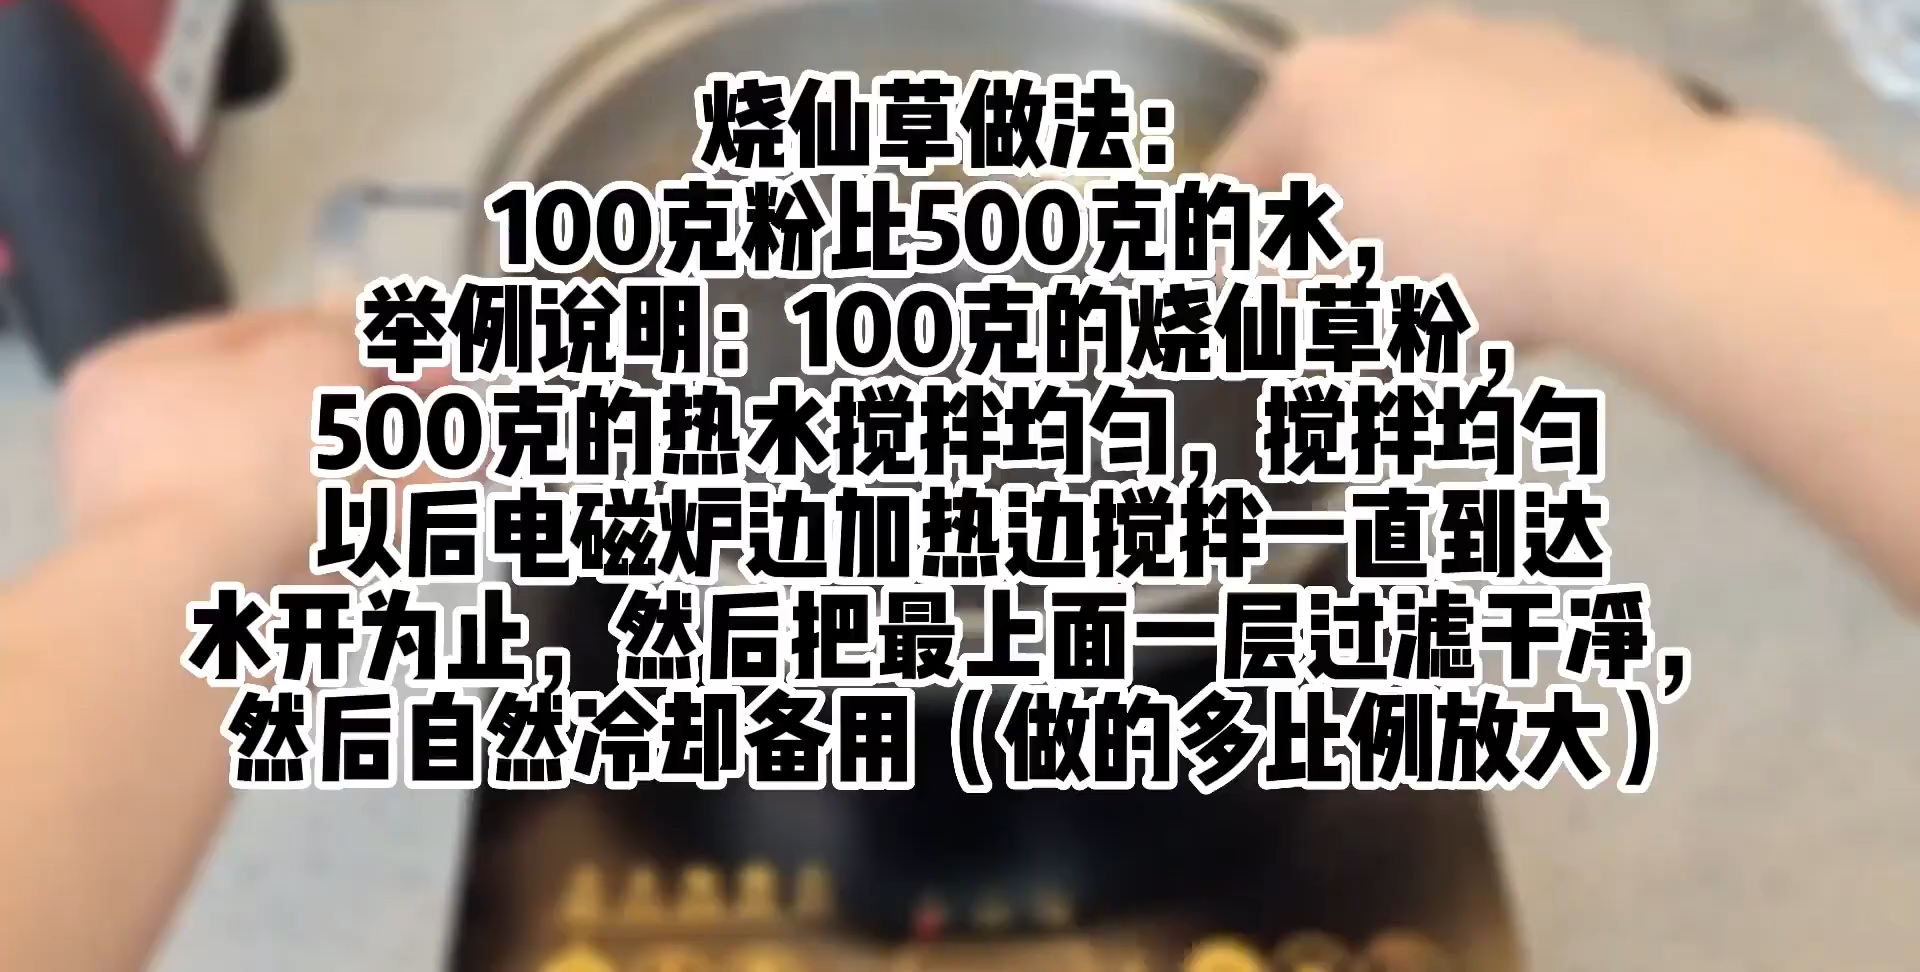 烧仙草做法：
100克粉比500克的水，
举例说明：100克的烧仙草粉，
500克的热水搅拌均匀，搅拌均匀
以后电磁炉边加热边搅拌一直到达
水开为止，然后把最上面一层过滤干净，
然后自然冷却备用（做的多比例放大）